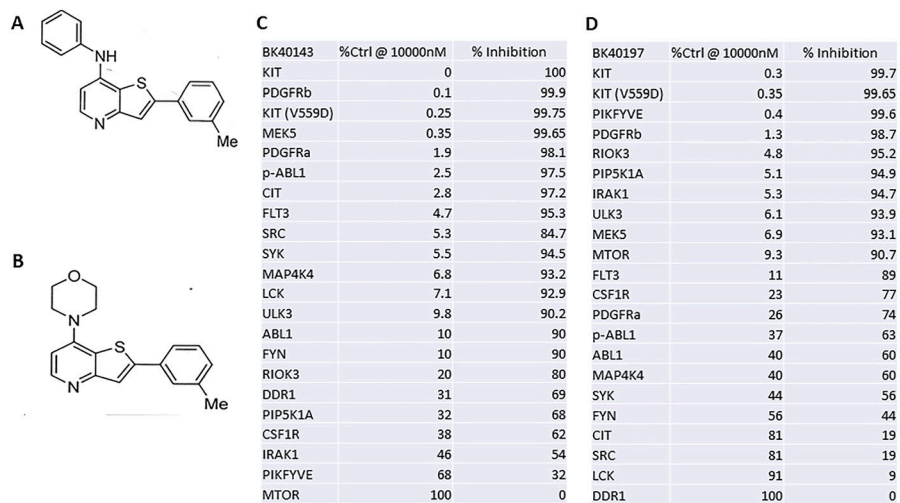 A
NH
S
N
Me
B
O
N
S
N
Me
C
BK40143 %Ctrl @ 10000nM % Inhibition
KIT 0 100
PDGFRb 0.1 99.9
KIT (V559D) 0.25 99.75
MEK5 0.35 99.65
PDGFRa 1.9 98.1
p-ABL1 2.5 97.5
CIT 2.8 97.2
FLT3 4.7 95.3
SRC 5.3 84.7
SYK 5.5 94.5
MAP4K4 6.8 93.2
LCK 7.1 92.9
ULK3 9.8 90.2
ABL1 10 90
FYN 10 90
RIOK3 20 80
DDR1 31 69
PIP5K1A 32 68
CSF1R 38 62
IRAK1 46 54
PIKFYVE 68 32
MTOR 100 0
D
BK40197 %Ctrl @ 10000nM % Inhibition
KIT 0.3 99.7
KIT (V559D) 0.35 99.65
PIKFYVE 0.4 99.6
PDGFRb 1.3 98.7
RIOK3 4.8 95.2
PIP5K1A 5.1 94.9
IRAK1 5.3 94.7
ULK3 6.1 93.9
MEK5 6.9 93.1
MTOR 9.3 90.7
FLT3 11 89
CSF1R 23 77
PDGFRa 26 74
p-ABL1 37 63
ABL1 40 60
MAP4K4 40 60
SYK 44 56
FYN 56 44
CIT 81 19
SRC 81 19
LCK 91 9
DDR1 100 0